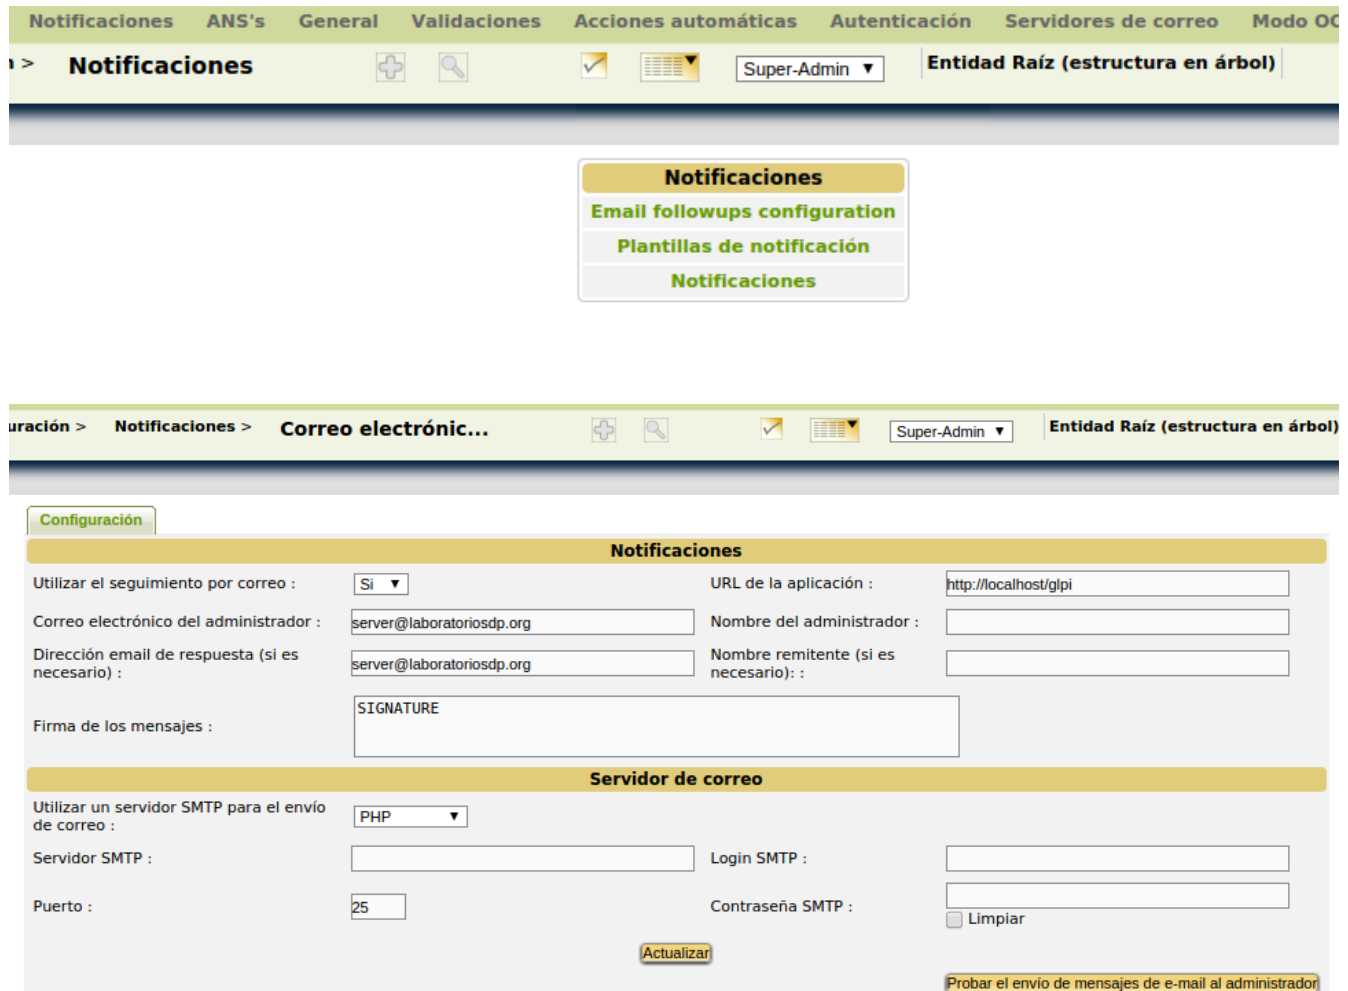 Notificaciones ANS's General Validaciones Acciones automáticas Autenticación Servidores de correo Modo OC
> Notificaciones Super-Admin Entidad Raíz (estructura en árbol)
Notificaciones
Email followups configuration
Plantillas de notificación
Notificaciones
uración > Notificaciones > Correo electrónic... Super-Admin Entidad Raíz (estructura en árbol)
Configuración
Notificaciones
Utilizar el seguimiento por correo : Si URL de la aplicación : http://localhost/glpi
Correo electrónico del administrador : server@laboratoriosdp.org Nombre del administrador :
Dirección email de respuesta (si es
necesario) : server@laboratoriosdp.org Nombre remitente (si es
necesario): :
Firma de los mensajes : SIGNATURE
Servidor de correo
Utilizar un servidor SMTP para el envío
de correo : PHP
Servidor SMTP : Login SMTP :
Puerto : 25 Contraseña SMTP :
Limpiar
Actualizar
Probar el envío de mensajes de e-mail al administrador